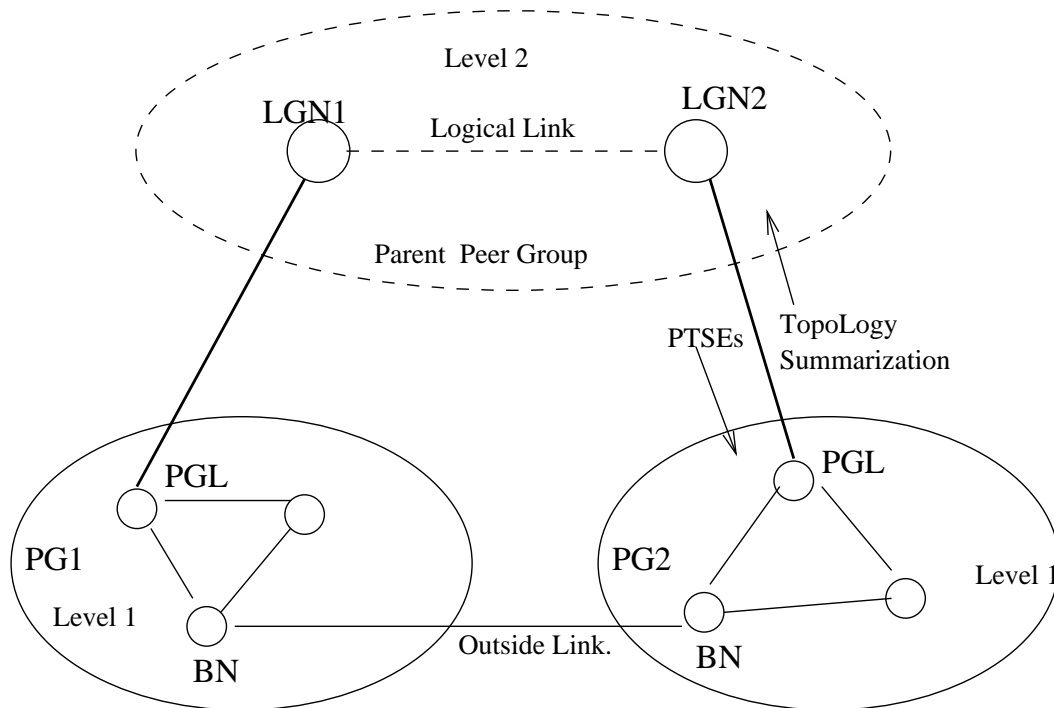 Level 2
LGN1
LGN2
Logical Link
Parent Peer Group
PTSEs
TopoLogy
Summarization
PGL
PGL
PG1
PG2
Level 1
Level 1
BN
Outside Link.
BN